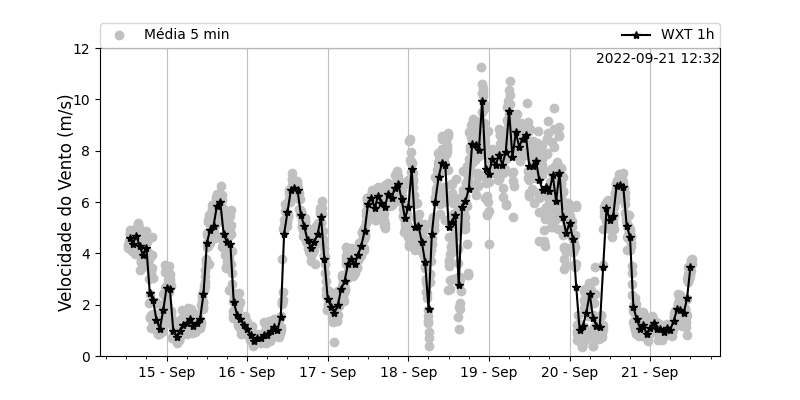 Média 5 min
WXT 1h
2022-09-21 12:32
Velocidade do Vento (m/s)
12
10
8
6
4
2
0
15 - Sep
16 - Sep
17 - Sep
18 - Sep
19 - Sep
20 - Sep
21 - Sep